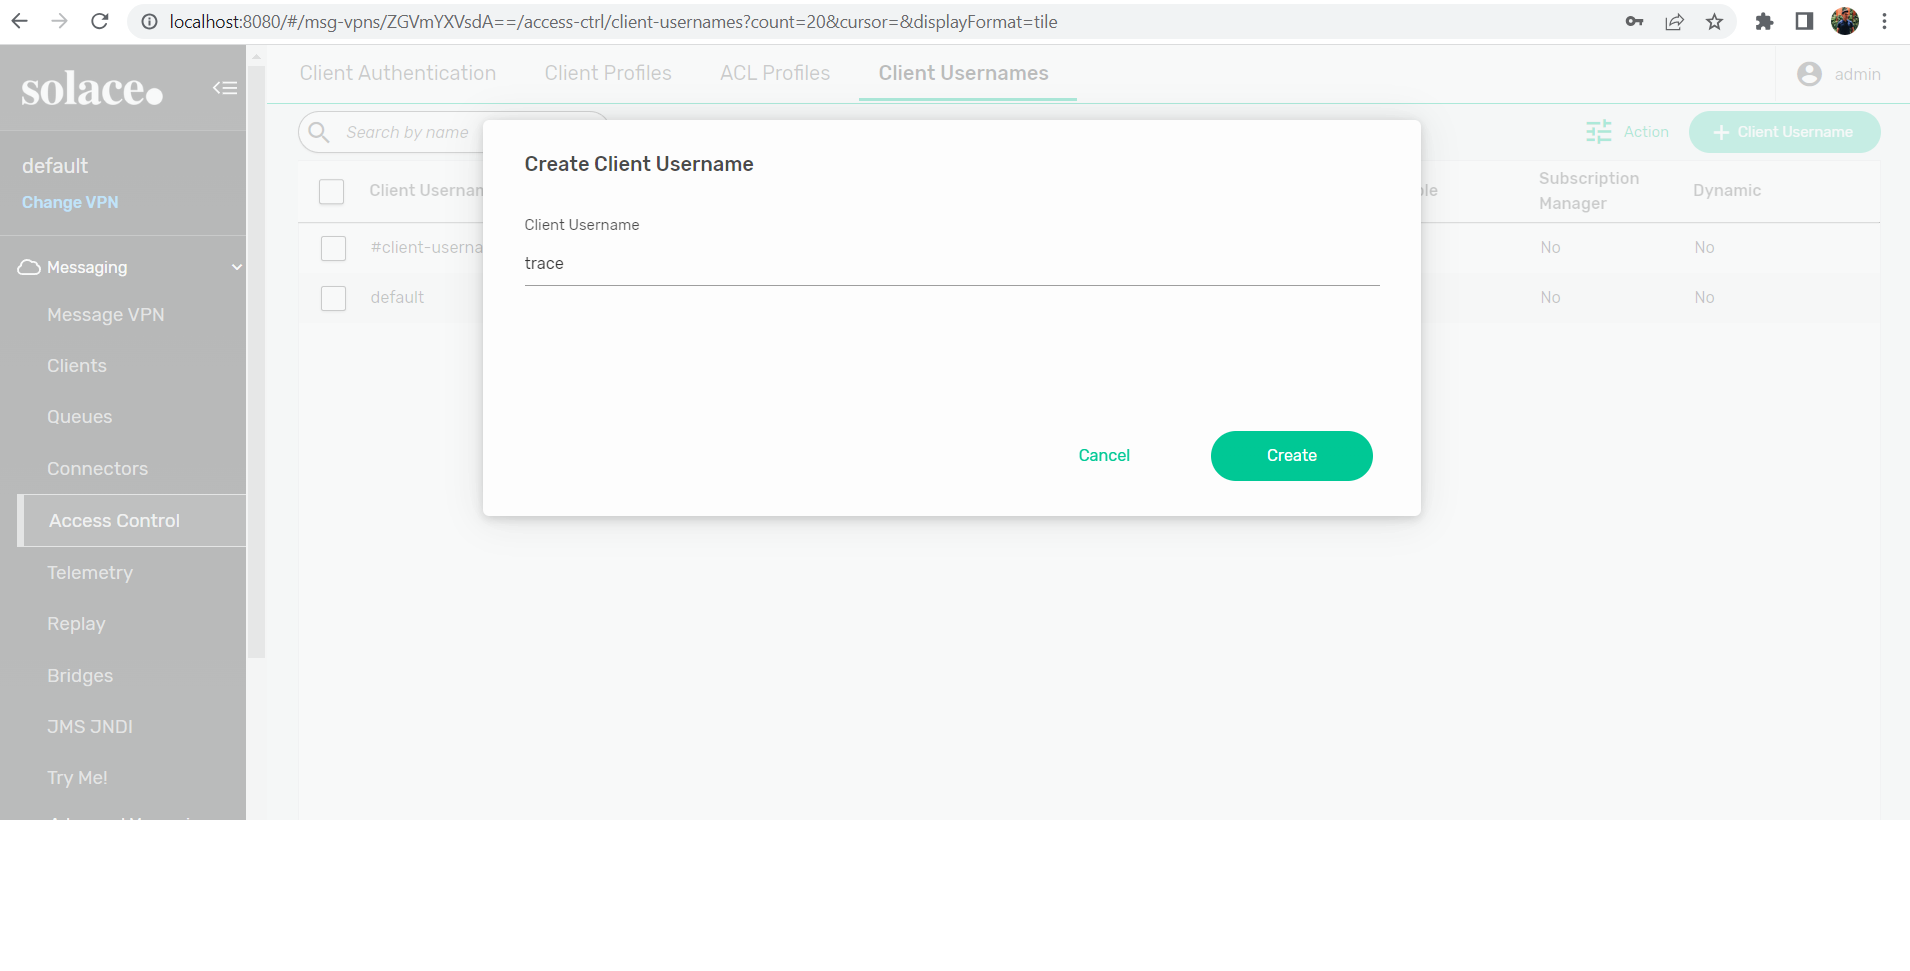 localhost:8080/#/msg-vpns/ZGVmYXVsdA==/access-ctrl/client-usernames?count=20&cursor=&displayFormat=tile
solace.
Client Authentication
Client Profiles
ACL Profiles
Client Usernames
admin
Search by name
Action
+ Client Username
default
Change VPN
Messaging
Message VPN
Clients
Queues
Connectors
Access Control
Telemetry
Replay
Bridges
JMS JNDI
Try Me!
Client Usernam
Subscription
Manager
Dynamic
#client-userna
No
No
default
No
No
Create Client Username
Client Username
trace
Cancel
Create